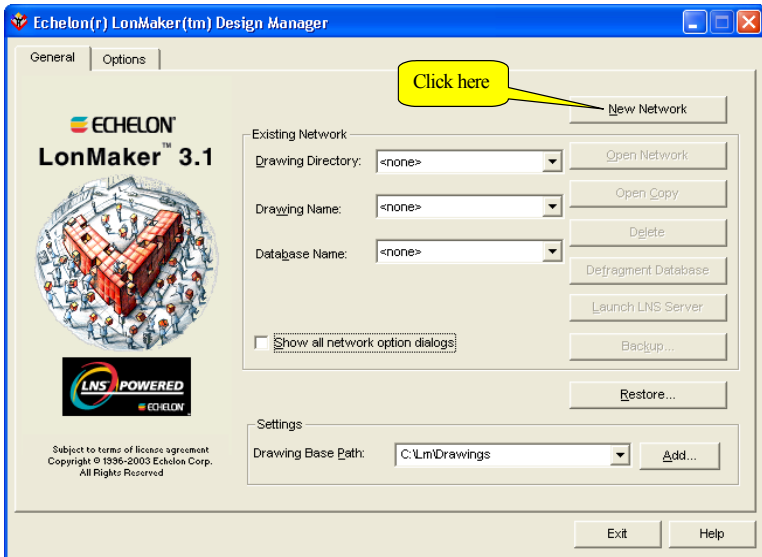 Echelon(r) LonMaker(tm) Design Manager
General
Options
Click here
New Network
ECHELON
LonMaker™ 3.1
Existing Network
Drawing Directory:
<none>
Open Network
Open Copy
Drawing Name:
<none>
Delete
Database Name:
<none>
Defragment Database
Launch LNS Server
Show all network option dialogs
Backup...
LNS POWERED
ECHELON
Restore...
Settings
Drawing Base Path:
C:\Lm\Drawings
Add...
Subject to terms of license agreement
Copyright © 1996-2003 Echelon Corp.
All Rights Reserved
Exit
Help